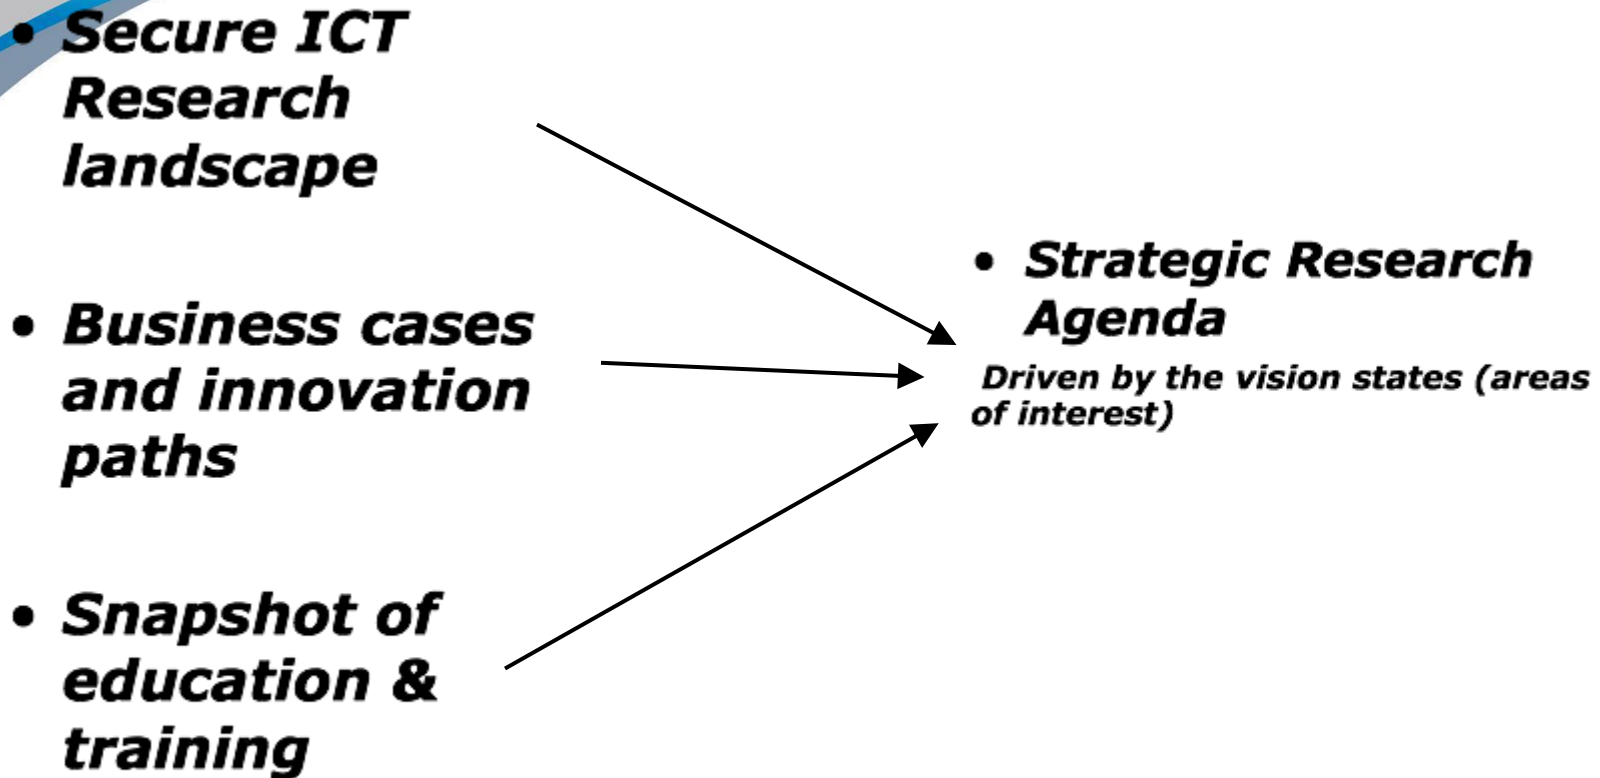 • Secure ICT
Research
landscape
• Business cases
and innovation
paths
• Snapshot of
education &
training
• Strategic Research
Agenda
Driven by the vision states (areas
of interest)